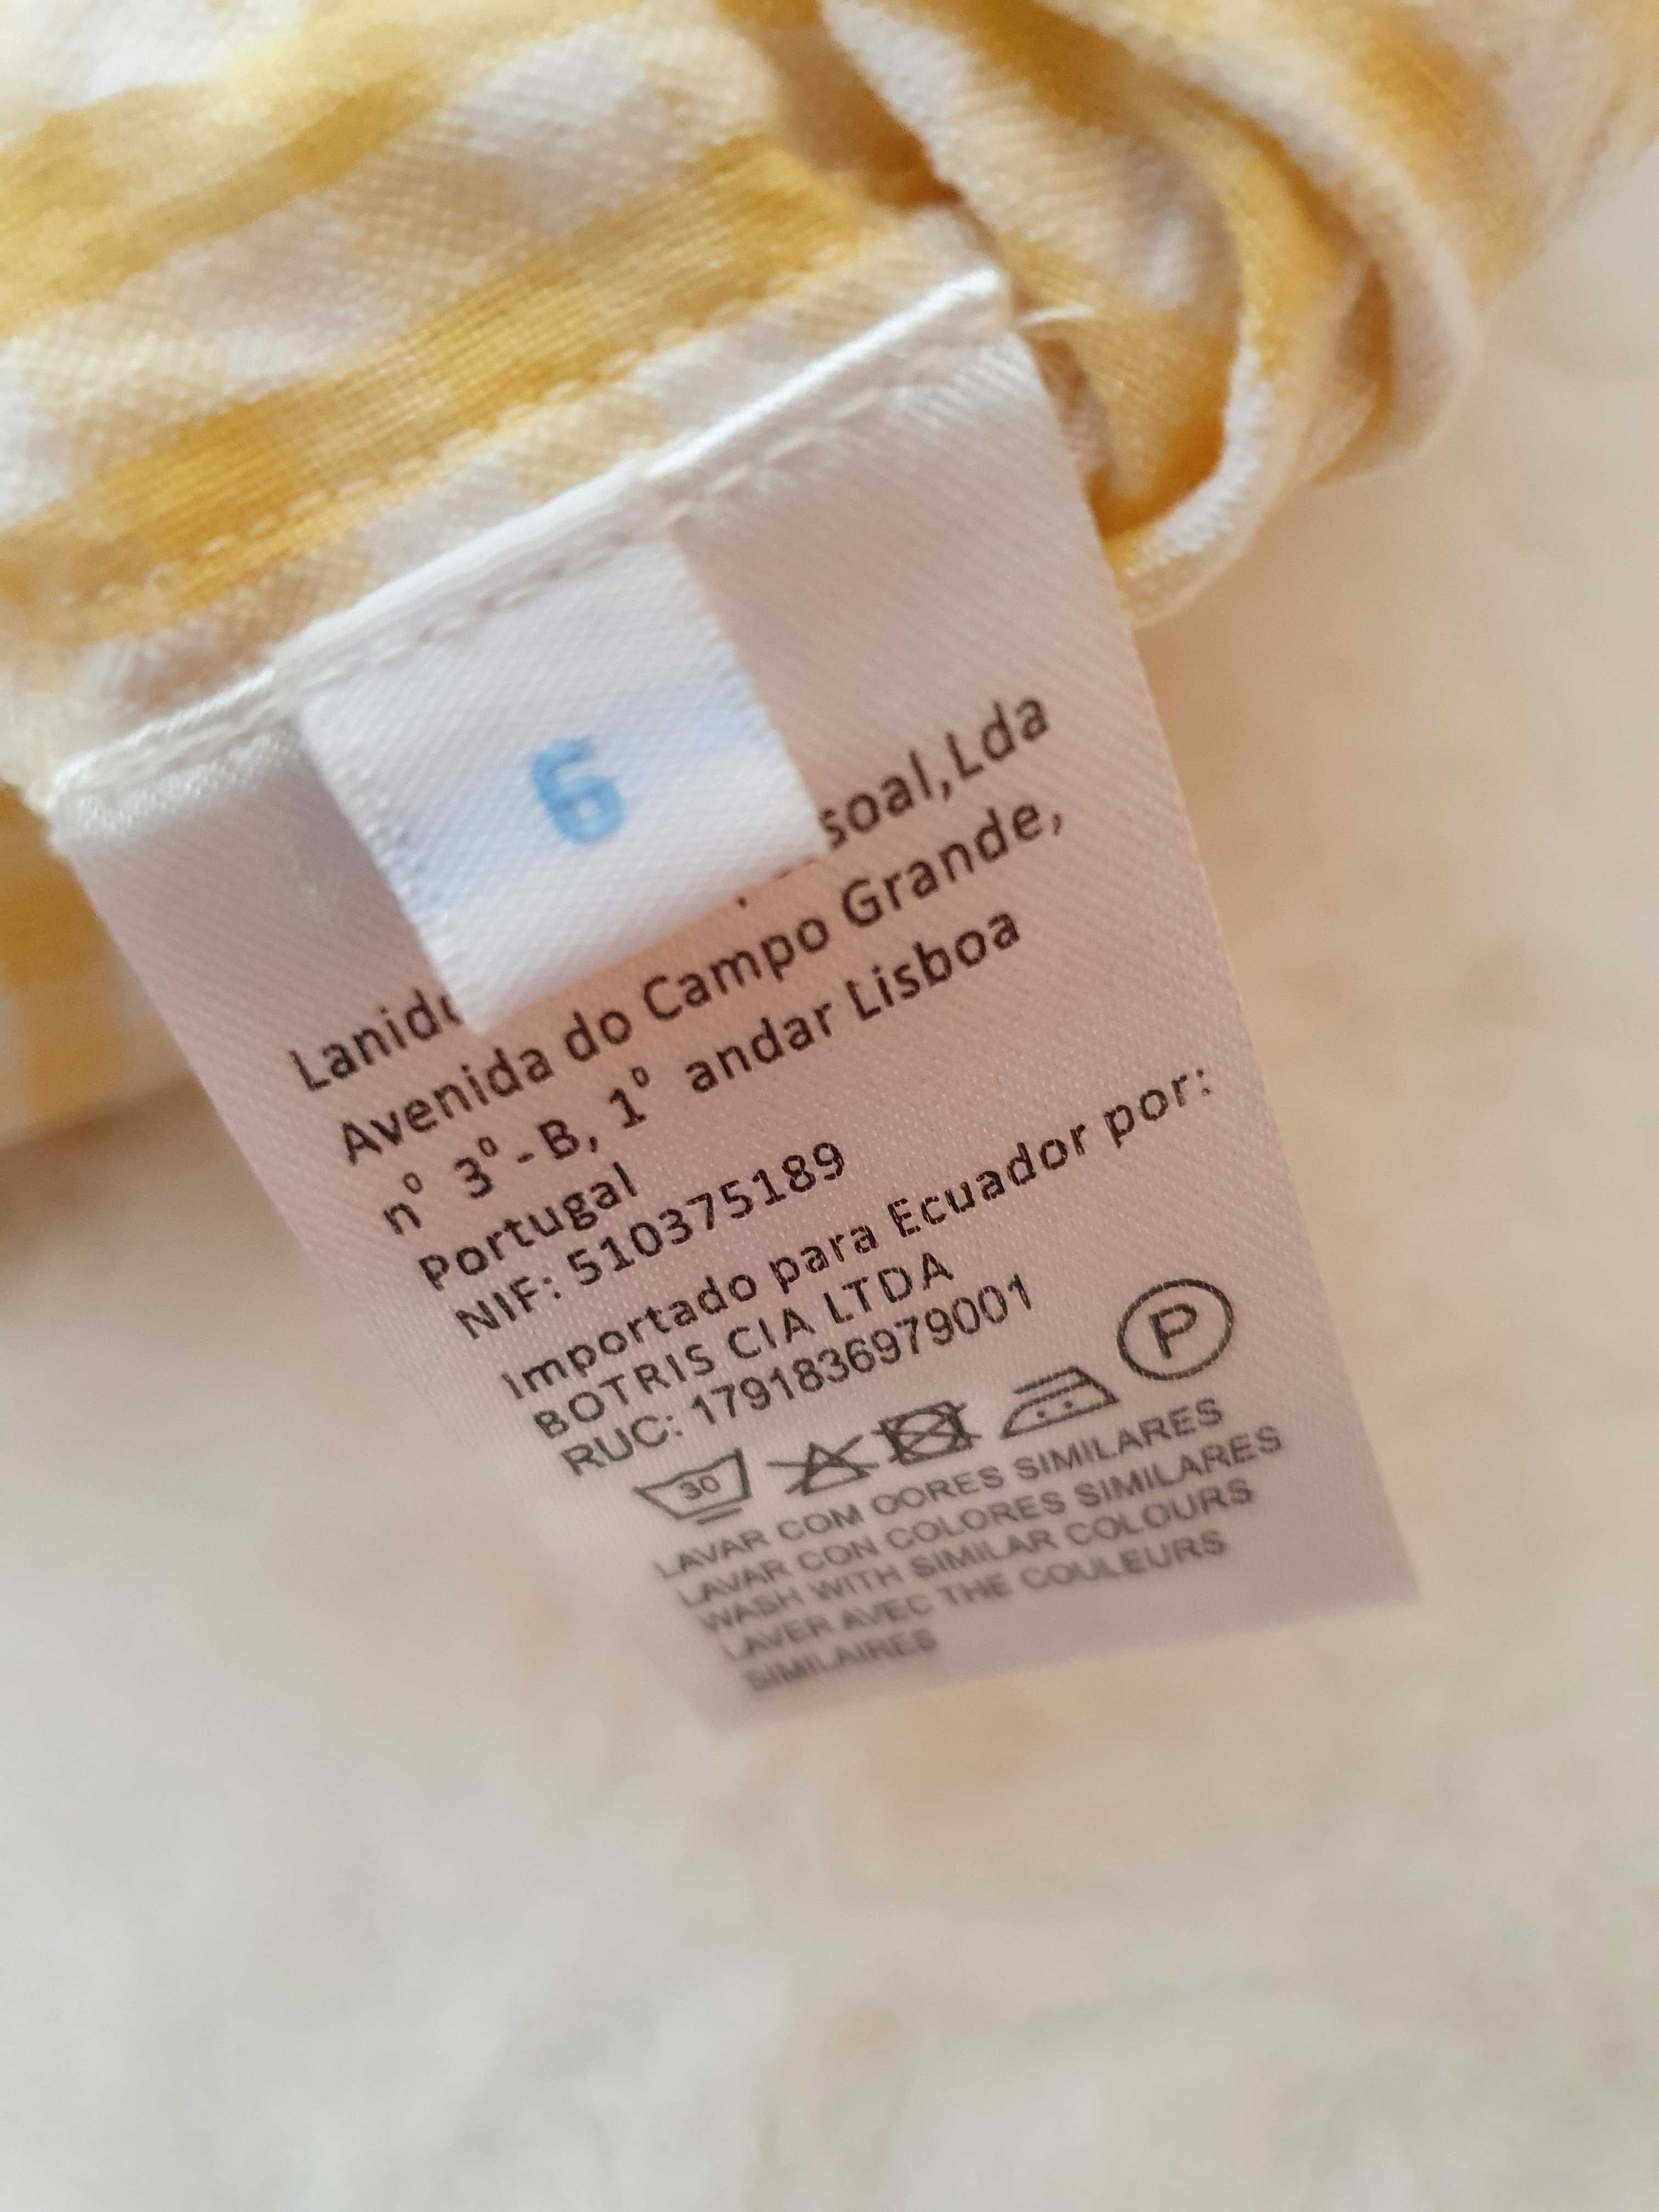 6
soal,Lda
Avenida do Campo Grande,
nº 3º-B, 1º andar Lisboa
Portugal
NIF: 510375189
Importado para Ecuador por:
BOTRIS CIA LTDA
RUC: 1791836979001
P
30
LAVAR COM CORES SIMILARES
LAVAR CON COLORES SIMILARES
WASH WITH SIMILAR COLOURS
LAVER AVEC THE COULEURS
SIMILAIRES